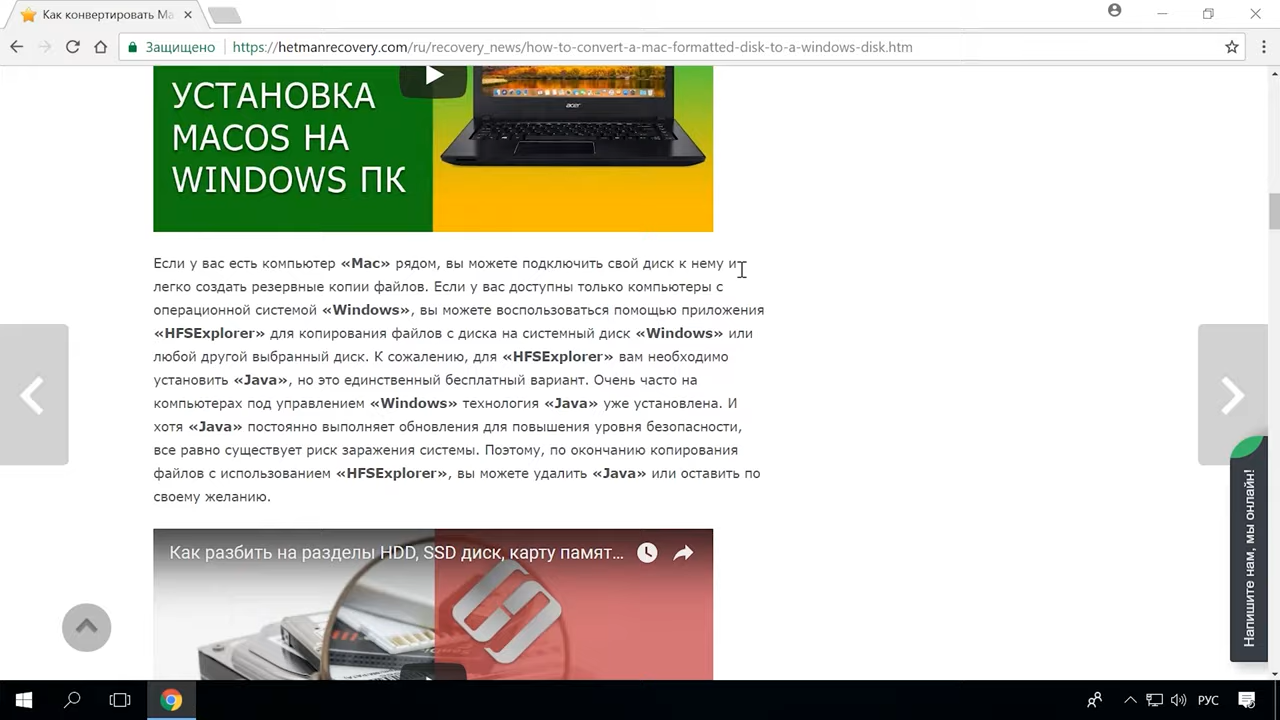 Как конвертировать Ma
Защищено
https://hetmanrecovery.com/ru/recovery_news/how-to-convert-a-mac-formatted-disk-to-a-windows-disk.htm
УСТАНОВКА
MACOS НА
WINDOWS ПК
acer
Если у вас есть компьютер «Mac» рядом, вы можете подключить свой диск к нему и
легко создать резервные копии файлов. Если у вас доступны только компьютеры с
операционной системой «Windows», вы можете воспользоваться помощью приложения
«HFSExplorer» для копирования файлов с диска на системный диск «Windows» или
любой другой выбранный диск. К сожалению, для «HFSExplorer» вам необходимо
установить «Java», но это единственный бесплатный вариант. Очень часто на
компьютерах под управлением «Windows» технология «Java» уже установлена. И
хотя «Java» постоянно выполняет обновления для повышения уровня безопасности,
все равно существует риск заражения системы. Поэтому, по окончанию копирования
файлов с использованием «HFSExplorer», вы можете удалить «Java» или оставить по
своему желанию.
Как разбить на разделы HDD, SSD диск, карту памят...
Напишите нам, мы онлайн!
РУС